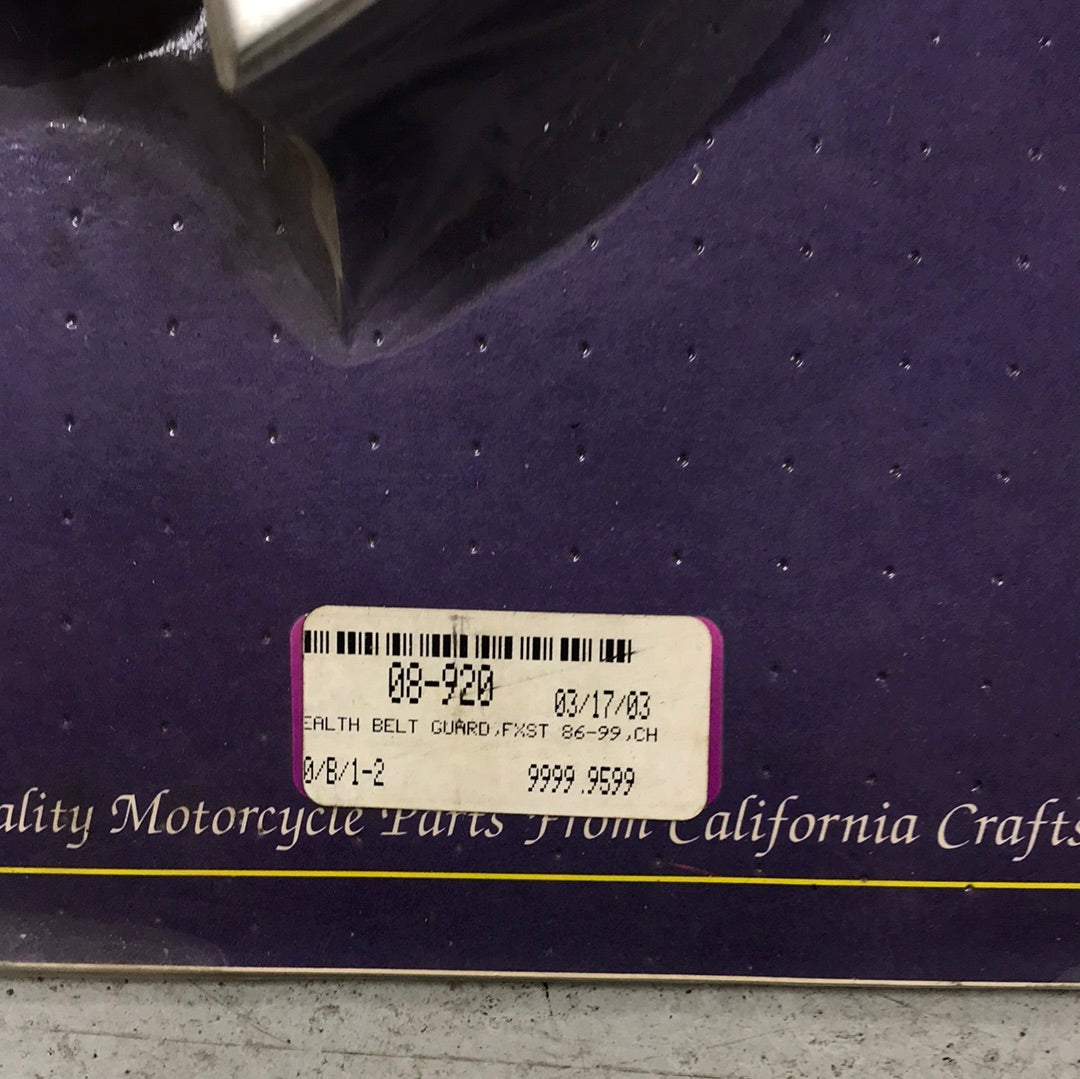 08-920
03/17/03
EALTH BELT GUARD,FXST 86-99,CH
0/B/1-2 9999.9599
ality Motorcycle Parts From California Crafts